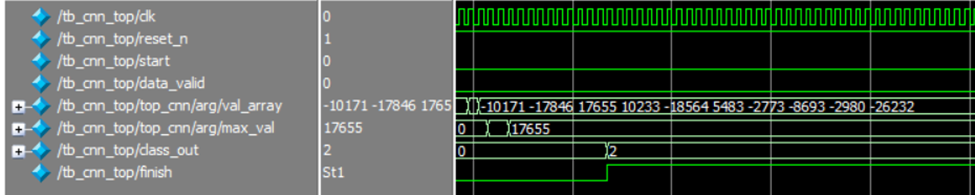 /tb_cnn_top/clk 0
/tb_cnn_top/reset_n 1
/tb_cnn_top/start 0
/tb_cnn_top/data_valid 0
/tb_cnn_top/top_cnn/arg/val_array -10171 -17846 1765 -10171 -17846 17655 10233 -18564 5483 -2773 -8693 -2980 -26232
/tb_cnn_top/top_cnn/arg/max_val 17655 0 17655
/tb_cnn_top/class_out 2 0 2
/tb_cnn_top/finish St1